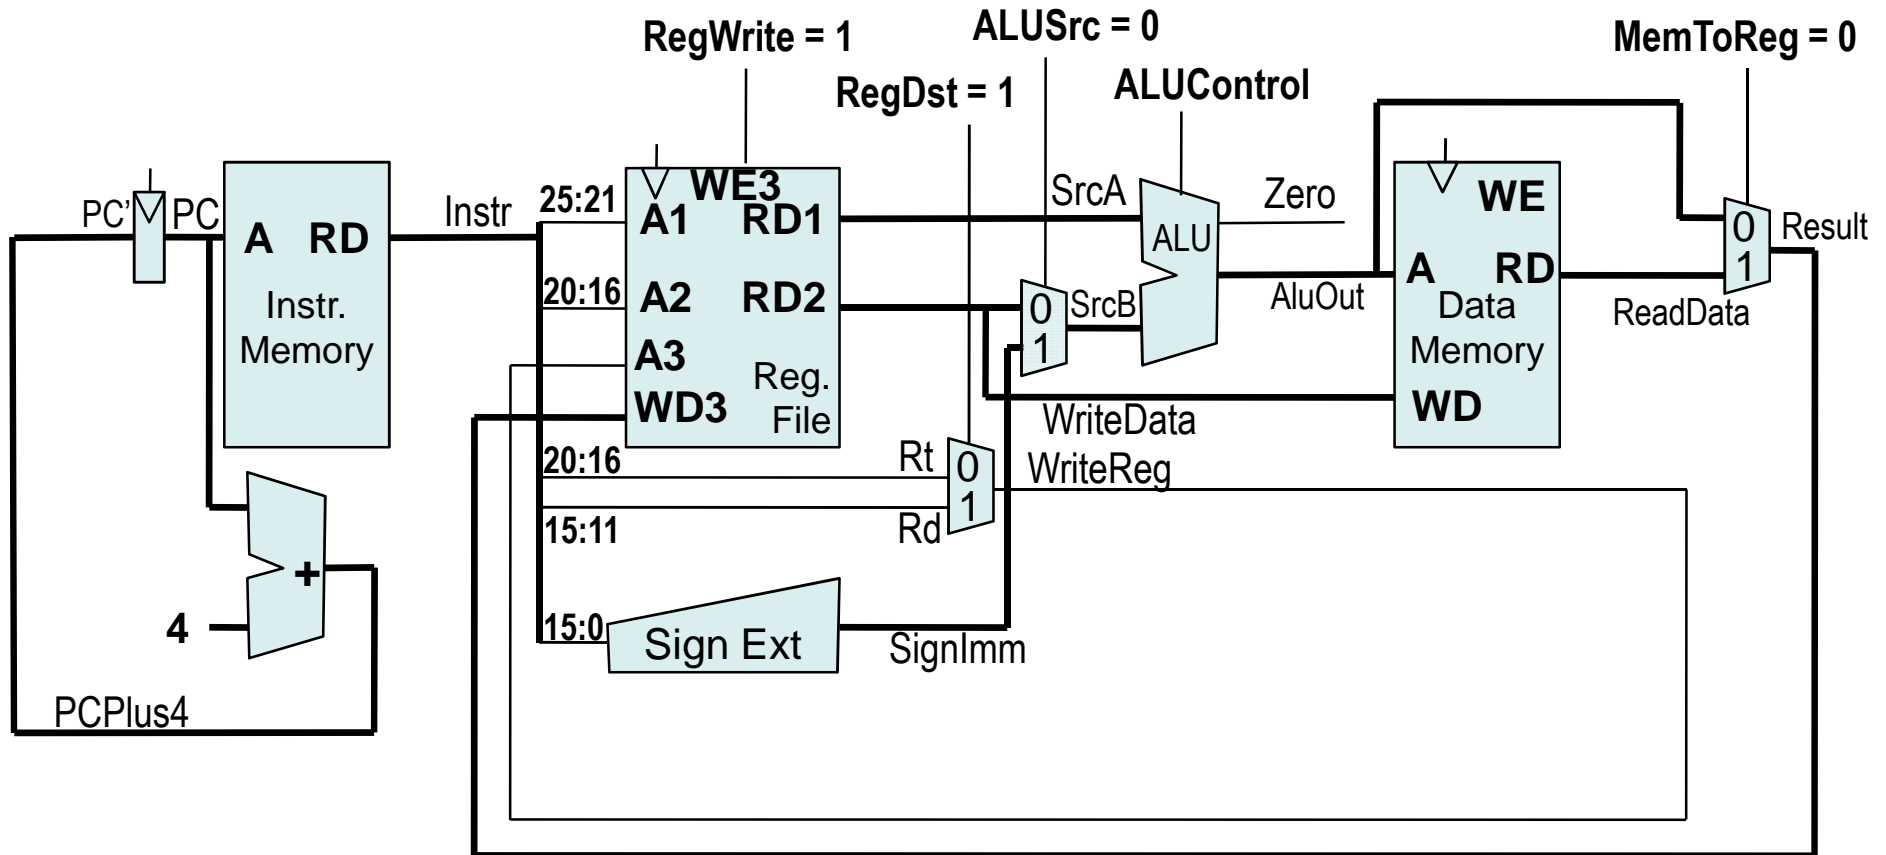 ALUSrc = 0
RegWrite = 1
MemToReg = 0
RegDst = 1
ALUControl
PC'
PC
A RD
Instr.
Memory
Instr
25:21
20:16
WE3
A1 RD1
A2 RD2
A3
WD3
Reg.
File
SrcA
ALU
Zero
0
1
SrcB
AluOut
WE
A RD
Data
Memory
WD
0
1
Result
ReadData
WriteData
WriteReg
20:16
Rt
0
1
15:11
Rd
+
4
15:0
Sign Ext
SignImm
PCPlus4